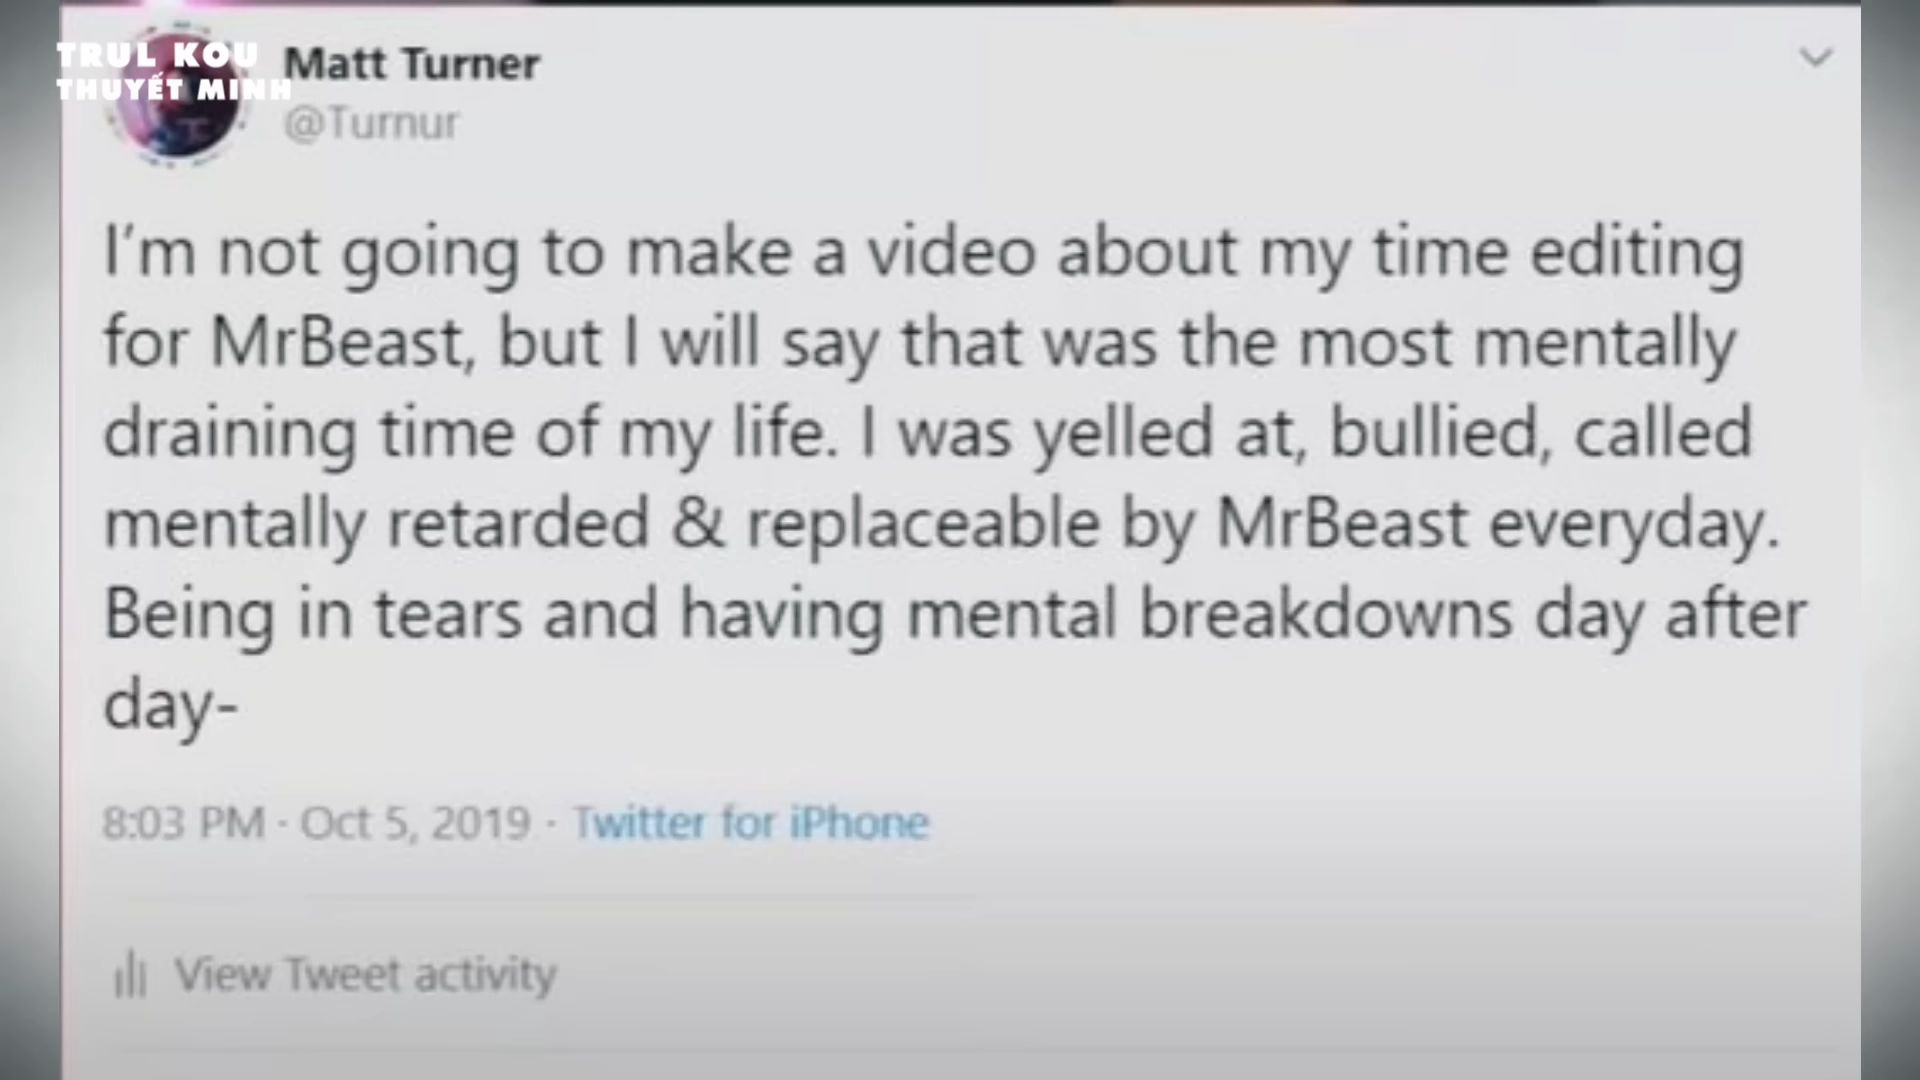 TRUL KOU
THUYẾT MINH
Matt Turner
@Turnur
I'm not going to make a video about my time editing
for MrBeast, but I will say that was the most mentally
draining time of my life. I was yelled at, bullied, called
mentally retarded & replaceable by MrBeast everyday.
Being in tears and having mental breakdowns day after
day-
8:03 PM · Oct 5, 2019 · Twitter for iPhone
View Tweet activity